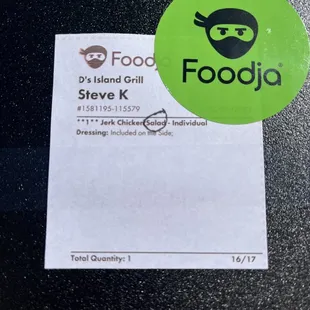 Foodja
D's Island Grill
Steve K
#1581195-115579
**1** Jerk Chicken Salad - Individual
Dressing: Included on the Side;
Total Quantity: 1 16/17
Foodja